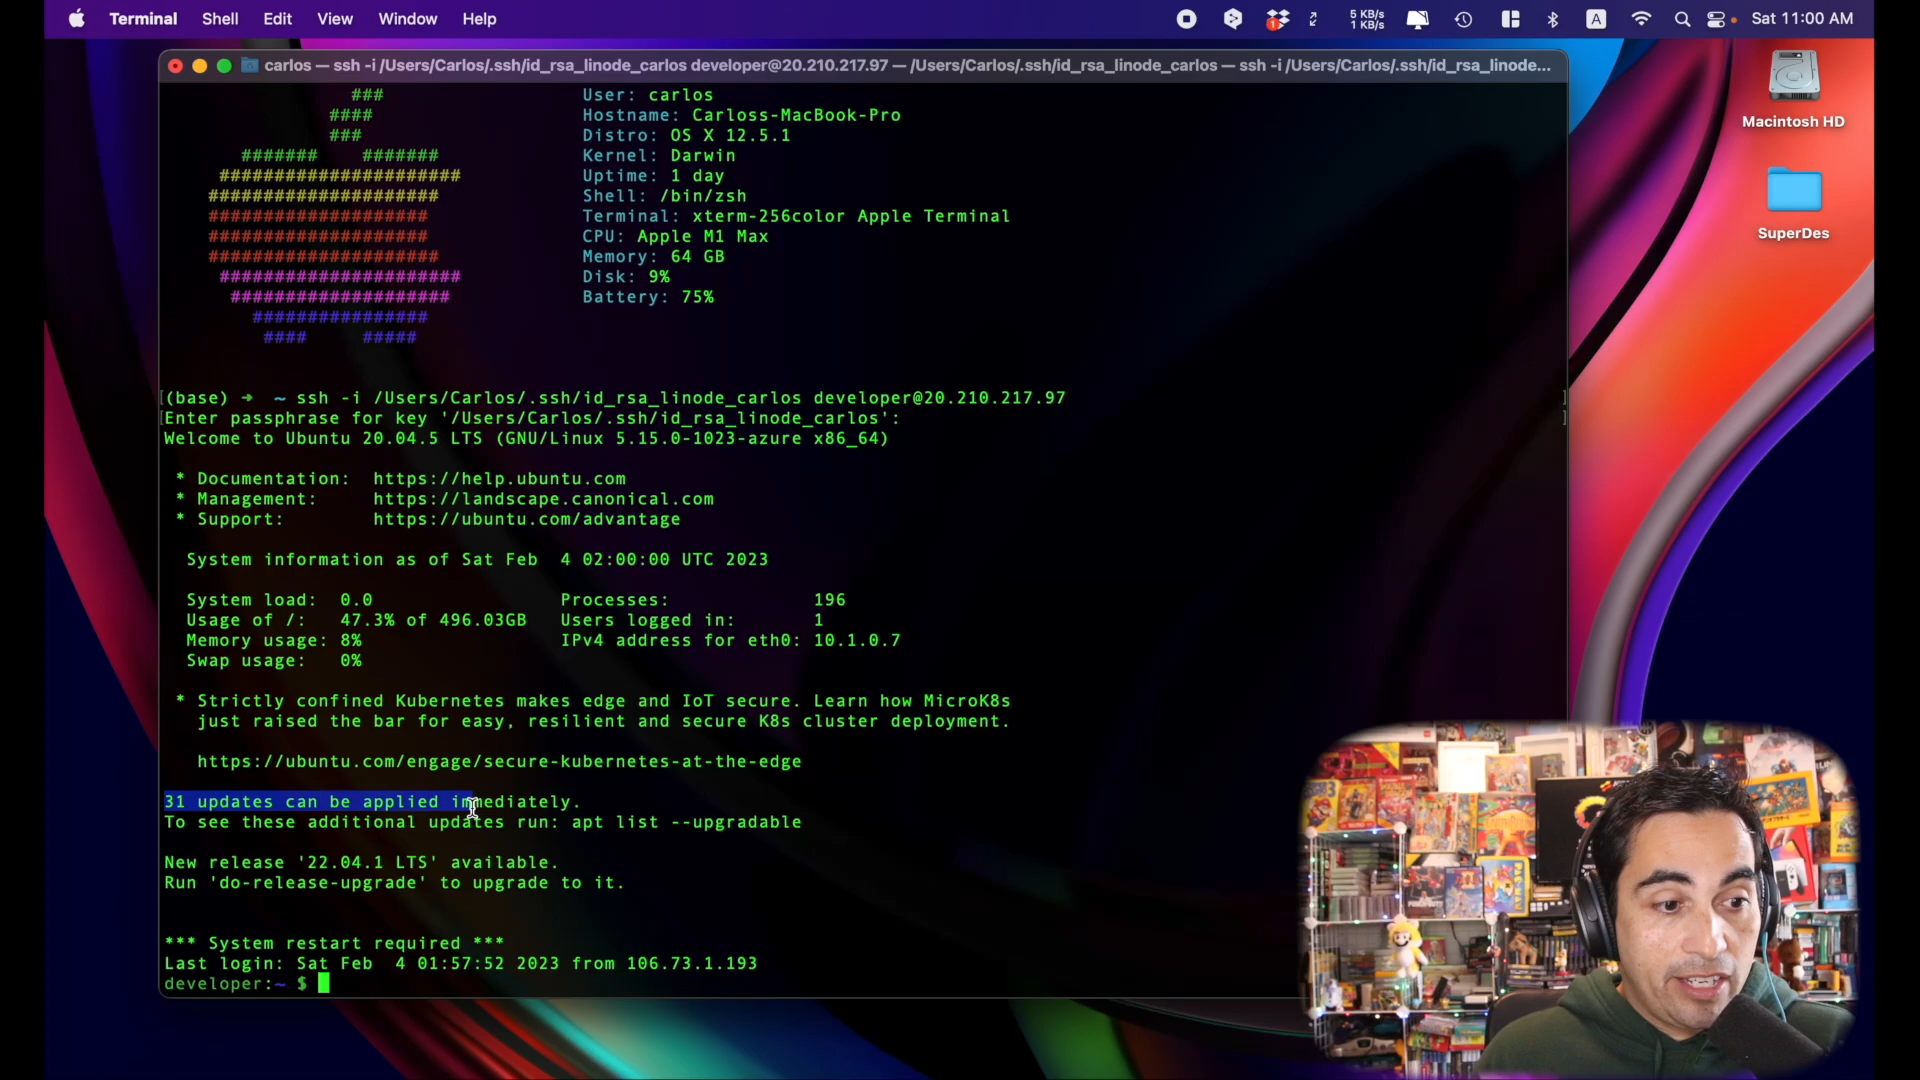 Terminal Shell Edit View Window Help 1 5 KB/s 1 KB/s A Sat 11:00 AM
carlos — ssh -i /Users/Carlos/.ssh/id_rsa_linode_carlos developer@20.210.217.97 — /Users/Carlos/.ssh/id_rsa_linode_carlos — ssh -i /Users/Carlos/.ssh/id_rsa_linode...
### User: carlos
#### Hostname: Carloss-MacBook-Pro
### Distro: OS X 12.5.1
####### ####### Kernel: Darwin
###################### Uptime: 1 day
##################### Shell: /bin/zsh
#################### Terminal: xterm-256color Apple Terminal
#################### CPU: Apple M1 Max
##################### Memory: 64 GB
###################### Disk: 9%
#################### Battery: 75%
################
#### #####
Macintosh HD
SuperDes
(base) ➜ ~ ssh -i /Users/Carlos/.ssh/id_rsa_linode_carlos developer@20.210.217.97
Enter passphrase for key '/Users/Carlos/.ssh/id_rsa_linode_carlos':
Welcome to Ubuntu 20.04.5 LTS (GNU/Linux 5.15.0-1023-azure x86_64)
* Documentation: https://help.ubuntu.com
* Management: https://landscape.canonical.com
* Support: https://ubuntu.com/advantage
System information as of Sat Feb 4 02:00:00 UTC 2023
System load: 0.0 Processes: 196
Usage of /: 47.3% of 496.03GB Users logged in: 1
Memory usage: 8% IPv4 address for eth0: 10.1.0.7
Swap usage: 0%
* Strictly confined Kubernetes makes edge and IoT secure. Learn how MicroK8s
just raised the bar for easy, resilient and secure K8s cluster deployment.
https://ubuntu.com/engage/secure-kubernetes-at-the-edge
31 updates can be applied immediately.
To see these additional updates run: apt list --upgradable
New release '22.04.1 LTS' available.
Run 'do-release-upgrade' to upgrade to it.
*** System restart required ***
Last login: Sat Feb 4 01:57:52 2023 from 106.73.1.193
developer:~ $